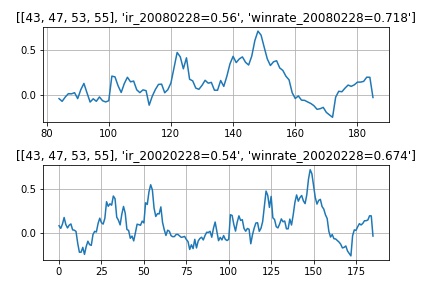 [[43, 47, 53, 55], 'ir_20080228=0.56', 'winrate_20080228=0.718']
0.5
0.0
80 100 120 140 160 180
[[43, 47, 53, 55], 'ir_20020228=0.54', 'winrate_20020228=0.674']
0.5
0.0
0 25 50 75 100 125 150 175